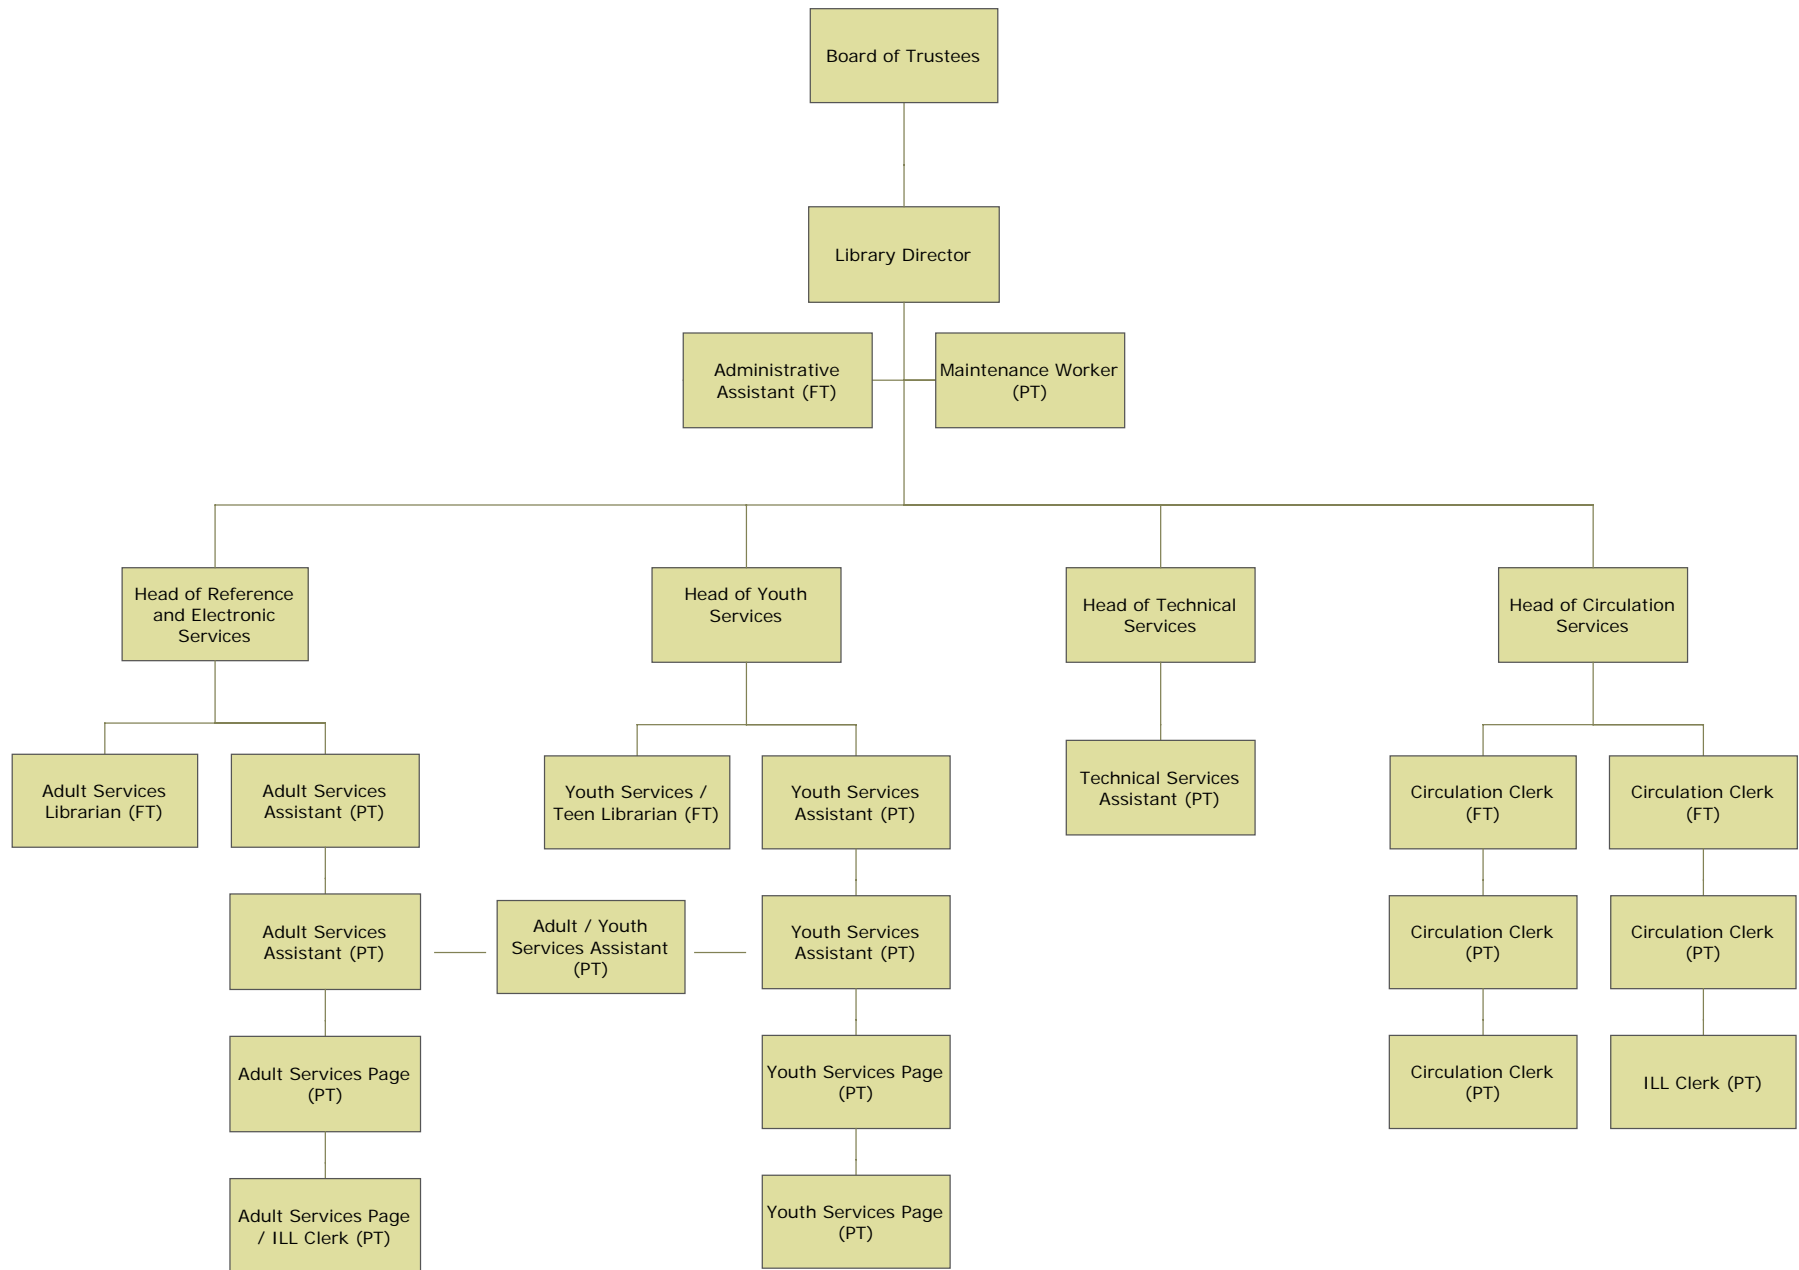 Board of Trustees
Library Director
Administrative
Assistant (FT)
Maintenance Worker
(PT)
Head of Reference
and Electronic
Services
Head of Youth
Services
Head of Technical
Services
Head of Circulation
Services
Adult Services
Librarian (FT)
Adult Services
Assistant (PT)
Youth Services /
Teen Librarian (FT)
Youth Services
Assistant (PT)
Technical Services
Assistant (PT)
Circulation Clerk
(FT)
Circulation Clerk
(FT)
Adult Services
Assistant (PT)
Adult / Youth
Services Assistant
(PT)
Youth Services
Assistant (PT)
Circulation Clerk
(PT)
Circulation Clerk
(PT)
Adult Services Page
(PT)
Youth Services Page
(PT)
Circulation Clerk
(PT)
ILL Clerk (PT)
Adult Services Page
/ ILL Clerk (PT)
Youth Services Page
(PT)